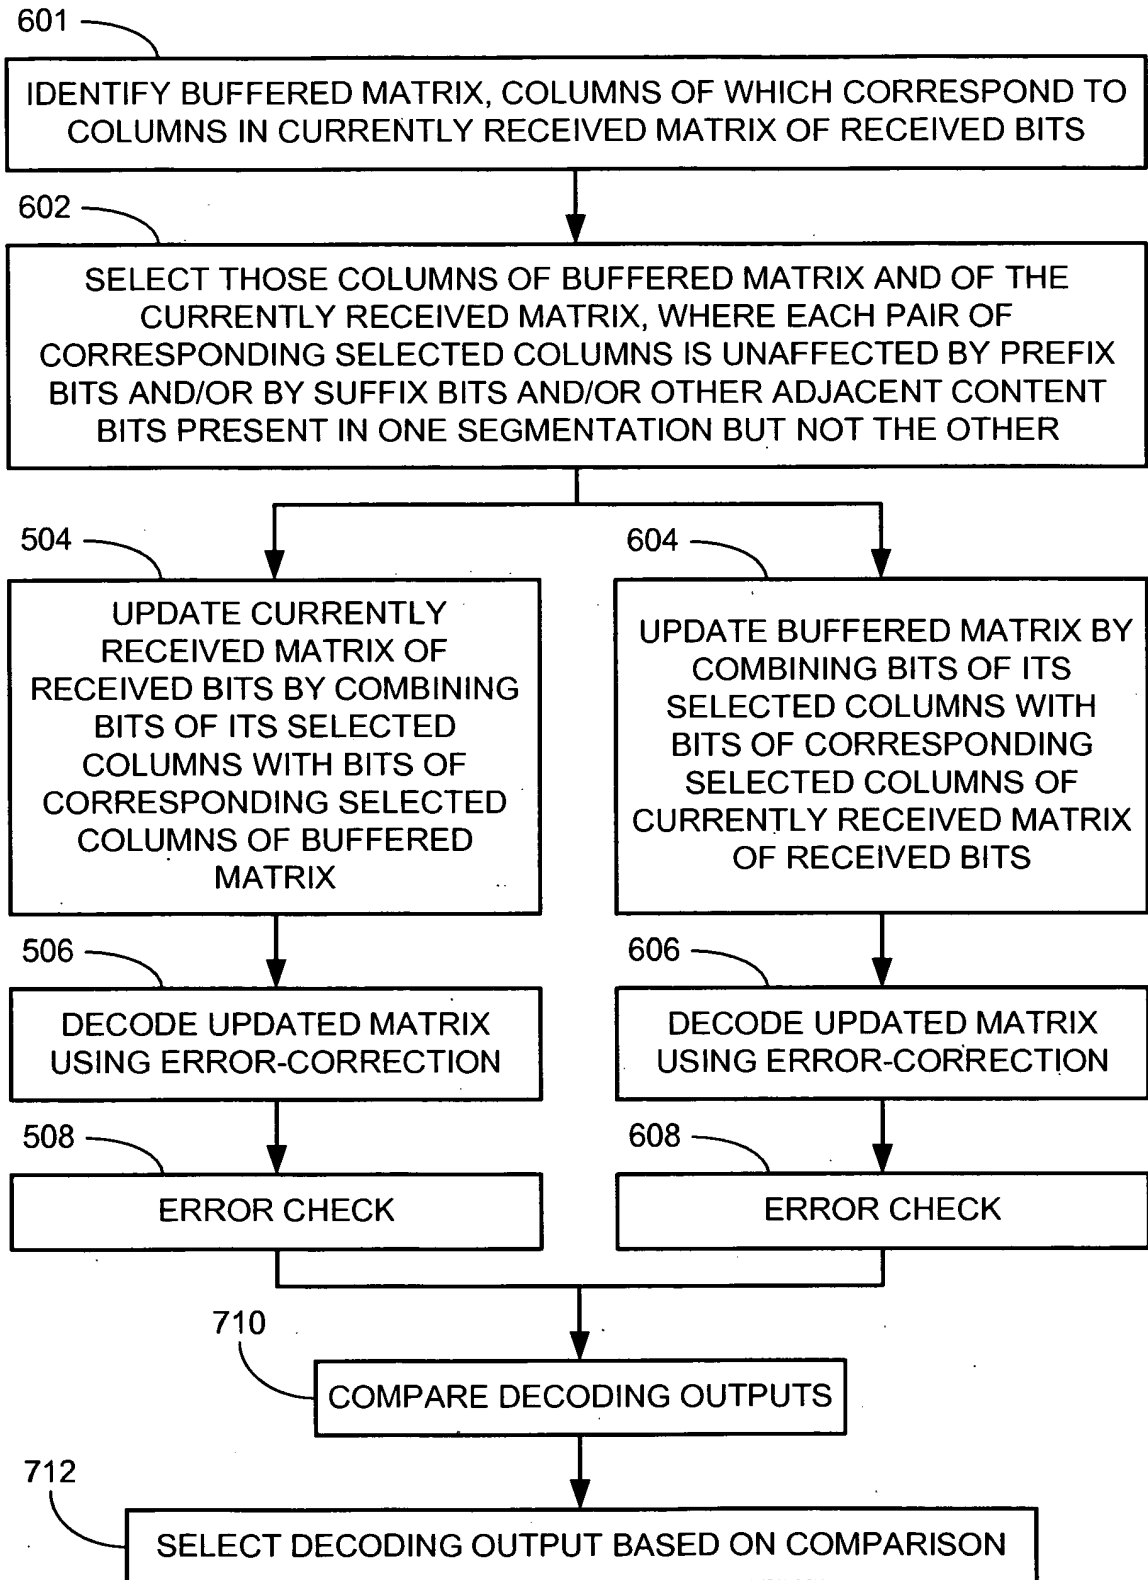 601
IDENTIFY BUFFERED MATRIX, COLUMNS OF WHICH CORRESPOND TO
COLUMNS IN CURRENTLY RECEIVED MATRIX OF RECEIVED BITS
602
SELECT THOSE COLUMNS OF BUFFERED MATRIX AND OF THE
CURRENTLY RECEIVED MATRIX, WHERE EACH PAIR OF
CORRESPONDING SELECTED COLUMNS IS UNAFFECTED BY PREFIX
BITS AND/OR BY SUFFIX BITS AND/OR OTHER ADJACENT CONTENT
BITS PRESENT IN ONE SEGMENTATION BUT NOT THE OTHER
504
UPDATE CURRENTLY
RECEIVED MATRIX OF
RECEIVED BITS BY COMBINING
BITS OF ITS SELECTED
COLUMNS WITH BITS OF
CORRESPONDING SELECTED
COLUMNS OF BUFFERED
MATRIX
604
UPDATE BUFFERED MATRIX BY
COMBINING BITS OF ITS
SELECTED COLUMNS WITH
BITS OF CORRESPONDING
SELECTED COLUMNS OF
CURRENTLY RECEIVED MATRIX
OF RECEIVED BITS
506
DECODE UPDATED MATRIX
USING ERROR-CORRECTION
606
DECODE UPDATED MATRIX
USING ERROR-CORRECTION
508
ERROR CHECK
608
ERROR CHECK
710
COMPARE DECODING OUTPUTS
712
SELECT DECODING OUTPUT BASED ON COMPARISON